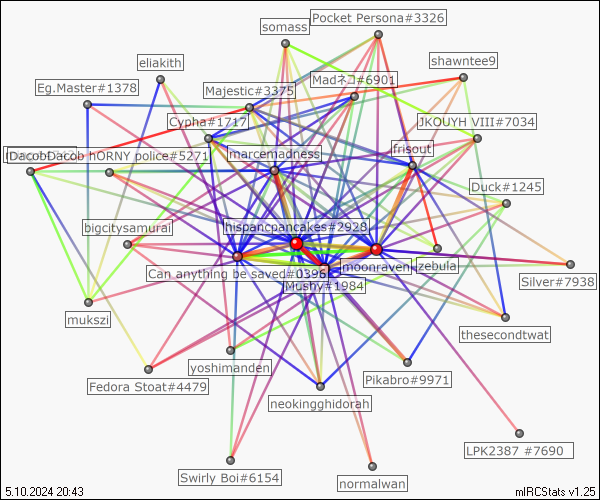 Pocket Persona#3326
somass
eliakith
shawntee9
Majestic#3375
Madネコ#6901
Eg.Master#1378
Cypha#1717
JKOUYH VIII#7034
frisout
marcemadness
DacobDacob hORNY police#5271
Duck#1245
bigcitysamurai
hispancpancakes#2928
moonraven
zebula
Can anything be saved#0396
Mushy#1984
Silver#7938
mukszi
thesecondtwat
yoshimanden
Fedora Stoat#4479
Pikabro#9971
neokingghidorah
LPK2387 #7690
Swirly Boi#6154
normalwan
5.10.2024 20:43
mIRCStats v1.25